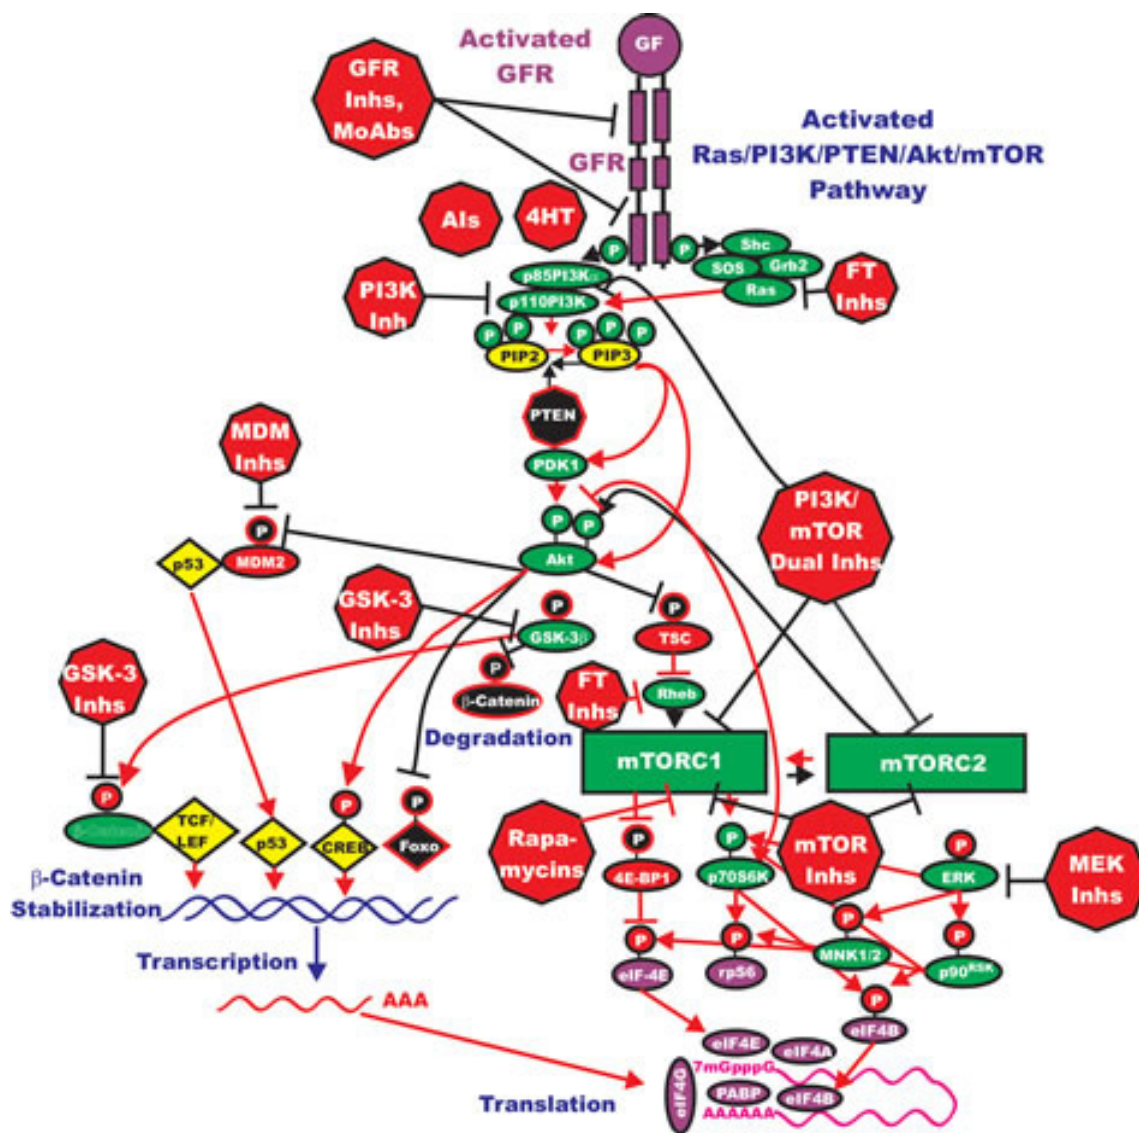 Activated
GFR
GF
GFR
Inhs,
MoAbs
Activated
Ras/PI3K/PTEN/Akt/mTOR
Pathway
GFR
AIs
4HT
P
P
Shc
SOS
Grb2
Ras
FT
Inhs
p85PI3Kα
p110PI3K
PI3K
Inh
P
P
P
P
P
PIP2
PIP3
PTEN
PDK1
MDM
Inhs
P
MDM2
p53
P
P
Akt
PI3K/
mTOR
Dual Inhs
GSK-3
Inhs
P
GSK-3β
P
β-Catenin
Degradation
P
TSC
FT
Inhs
Rheb
GSK-3
Inhs
mTORC1
mTORC2
P
β-Catenin
TCF/
LEF
p53
P
CREB
P
Foxo
Rapa-
mycins
P
4E-BP1
P
p70S6K
mTOR
Inhs
P
ERK
MEK
Inhs
β-Catenin
Stabilization
Transcription
AAA
P
eIF-4E
P
rpS6
P
MNK1/2
P
p90RSK
P
eIF4B
eIF4E
eIF4A
7mGpppG
eIF4G
PABP
eIF4B
AAAAAA
Translation